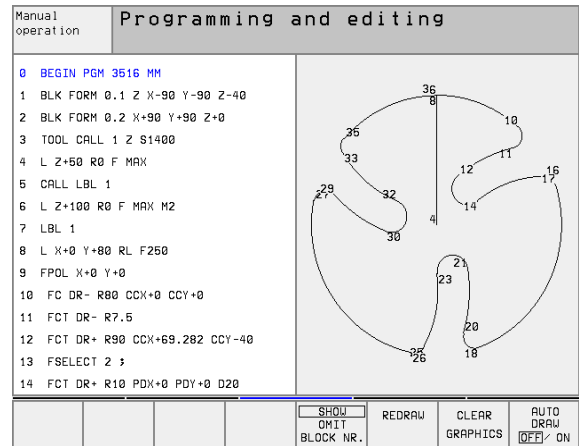 Manual operation
Programming and editing
0 BEGIN PGM 3516 MM
1 BLK FORM 0.1 Z X-90 Y-90 Z-40
2 BLK FORM 0.2 X+90 Y+90 Z+0
3 TOOL CALL 1 Z S1400
4 L Z+50 R0 F MAX
5 CALL LBL 1
6 L Z+100 R0 F MAX M2
7 LBL 1
8 L X+0 Y+80 RL F250
9 FPOL X+0 Y+0
10 FC DR- R80 CCX+0 CCY+0
11 FCT DR- R7.5
12 FCT DR+ R90 CCX+69.282 CCY-40
13 FSELECT 2 ;
14 FCT DR+ R10 PDX+0 PDY+0 D20
36
8
10
35
11
33
12
16
17
29
32
14
4
30
21
23
20
26
18
SHOW
OMIT
BLOCK NR.
REDRAW
CLEAR
GRAPHICS
AUTO
DRAW
OFF / ON